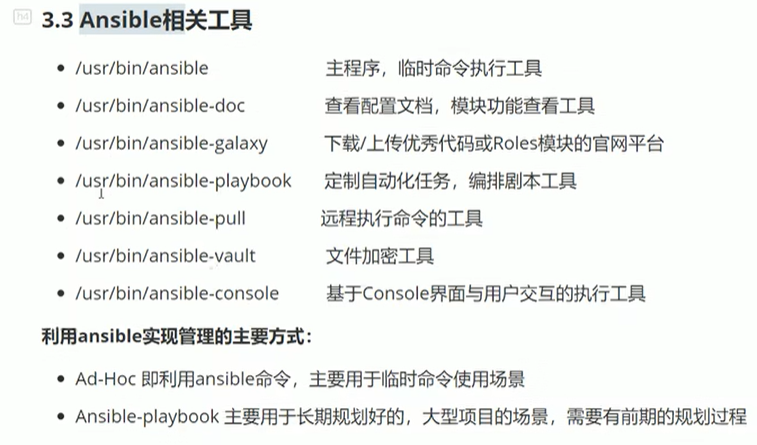 h4
3.3 Ansible相关工具
/usr/bin/ansible 主程序，临时命令执行工具
/usr/bin/ansible-doc 查看配置文档，模块功能查看工具
/usr/bin/ansible-galaxy 下载/上传优秀代码或Roles模块的官网平台
/usr/bin/ansible-playbook 定制自动化任务，编排剧本工具
/usr/bin/ansible-pull 远程执行命令的工具
/usr/bin/ansible-vault 文件加密工具
/usr/bin/ansible-console 基于Console界面与用户交互的执行工具
利用ansible实现管理的主要方式：
Ad-Hoc 即利用ansible命令，主要用于临时命令使用场景
Ansible-playbook 主要用于长期规划好的，大型项目的场景，需要有前期的规划过程